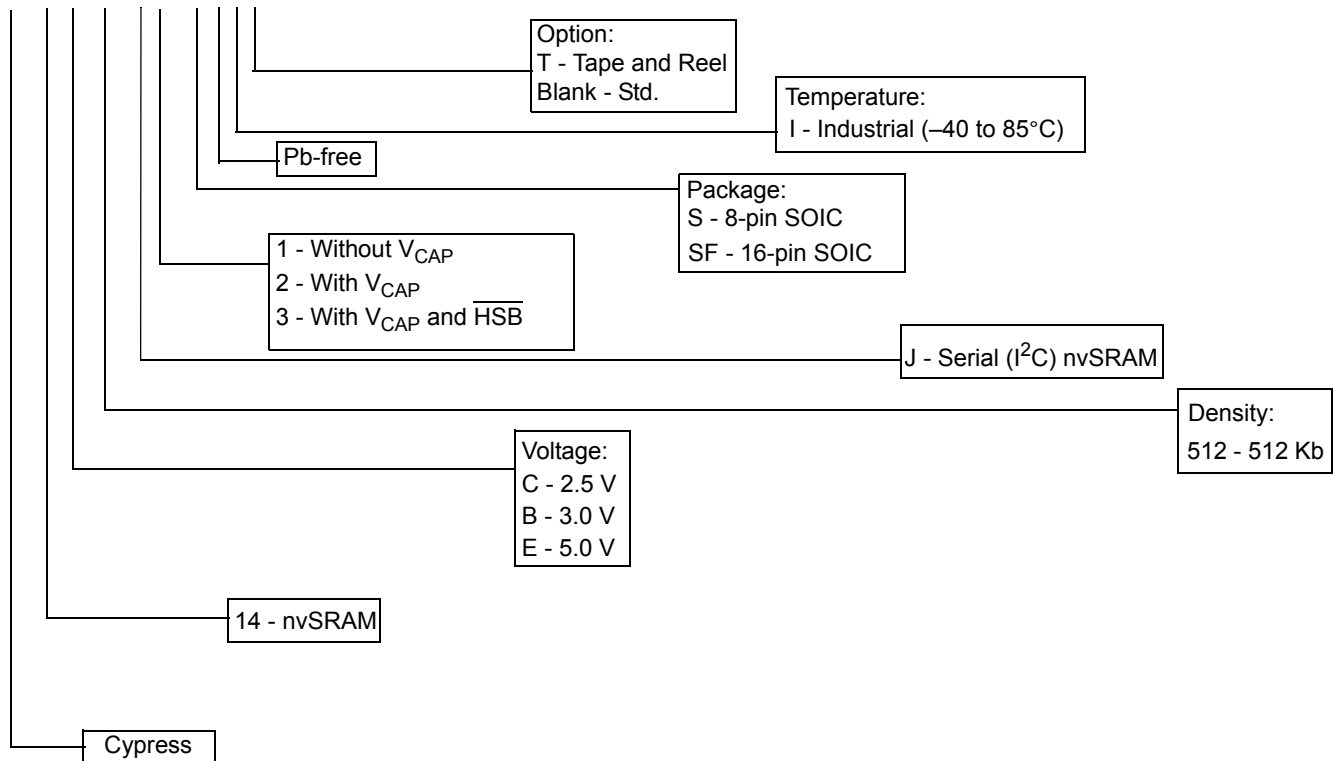 Option:
T - Tape and Reel
Blank - Std.
Temperature:
I - Industrial (–40 to 85°C)
Pb-free
Package:
S - 8-pin SOIC
SF - 16-pin SOIC
1 - Without VCAP
2 - With VCAP
3 - With VCAP and HSB
J - Serial (I2C) nvSRAM
Density:
512 - 512 Kb
Voltage:
C - 2.5 V
B - 3.0 V
E - 5.0 V
14 - nvSRAM
Cypress